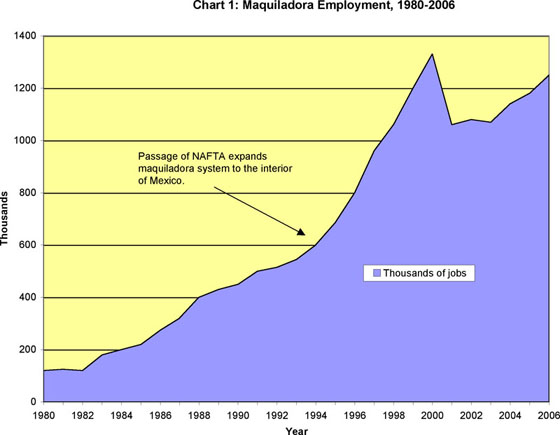 Chart 1: Maquiladora Employment, 1980-2006
1400
1200
1000
800
600
400
200
0
Thousands
Passage of NAFTA expands
maquiladora system to the interior
of Mexico.
Thousands of jobs
1980 1982 1984 1986 1988 1990 1992 1994 1996 1998 2000 2002 2004 2006
Year